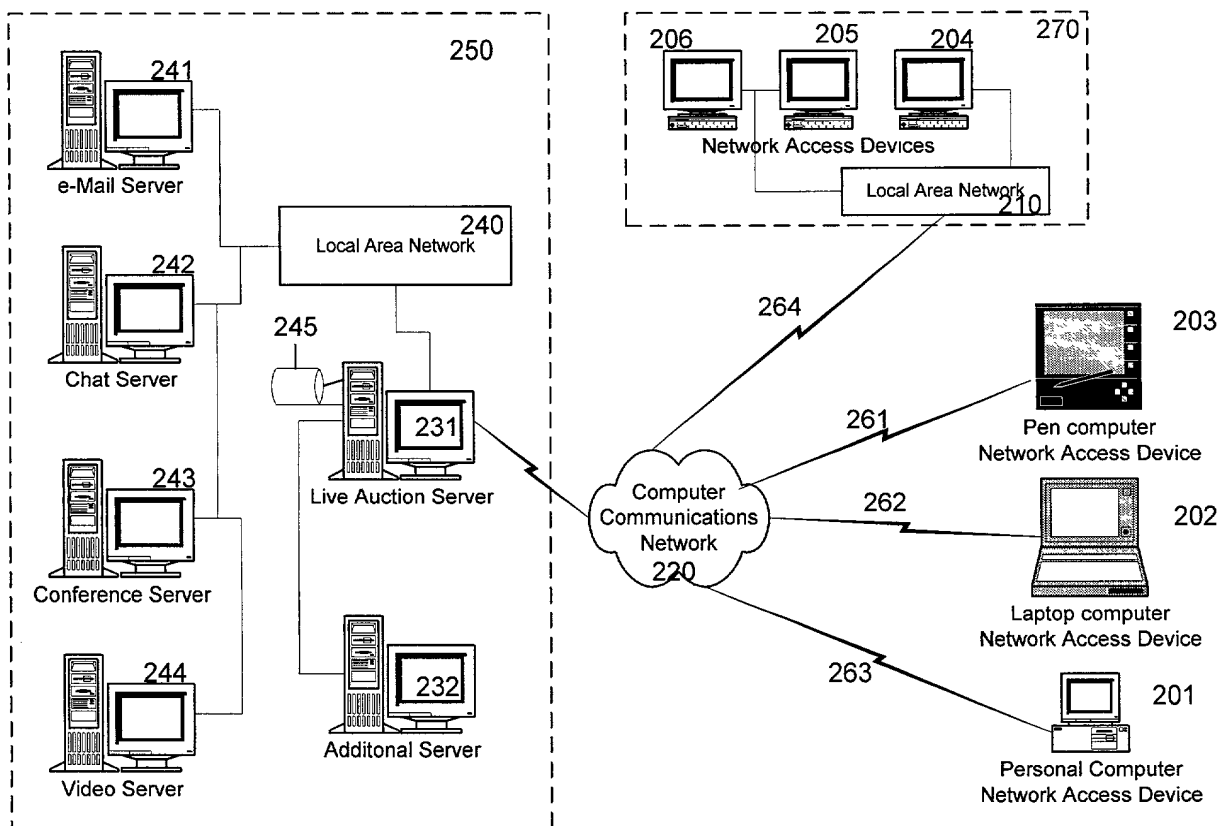 250
241
e-Mail Server
240
Local Area Network
242
Chat Server
245
231
Live Auction Server
243
Conference Server
244
Video Server
232
Additonal Server
270
206
205
204
Network Access Devices
Local Area Network
210
264
261
262
263
Computer
Communications
Network
220
203
Pen computer
Network Access Device
202
Laptop computer
Network Access Device
201
Personal Computer
Network Access Device